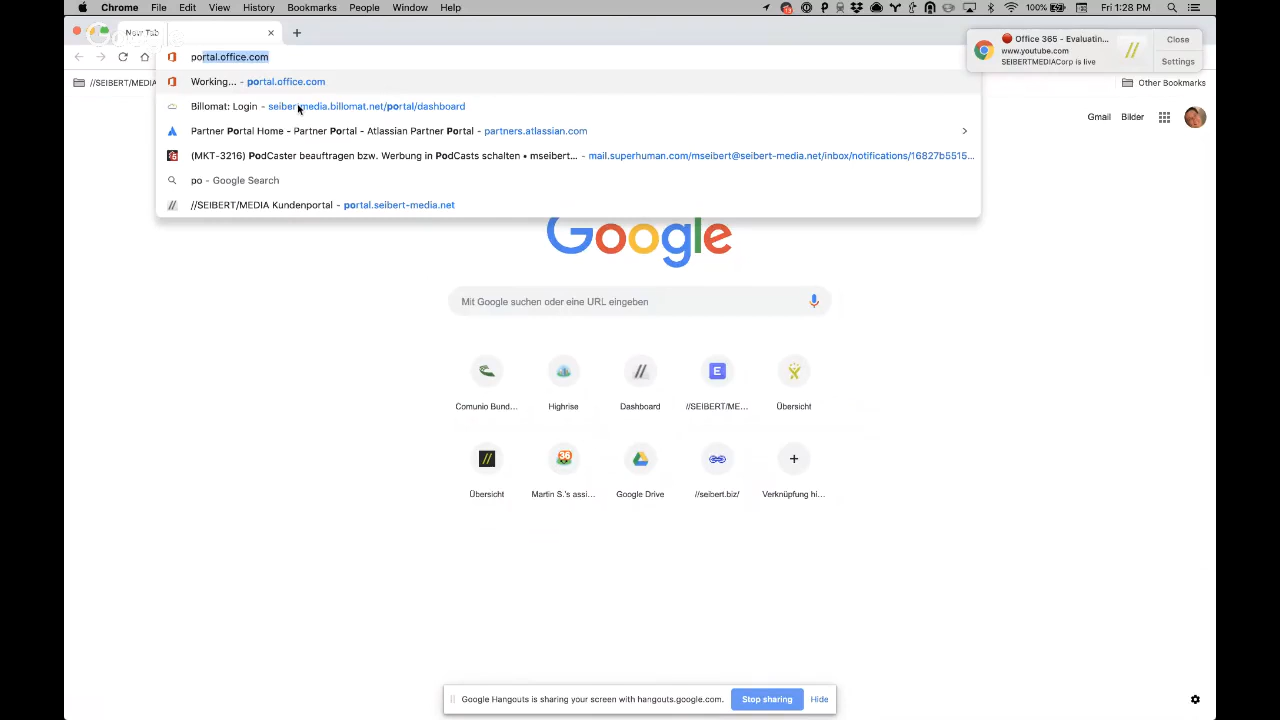 Chrome File Edit View History Bookmarks People Window Help
13 100% Fri 1:28 PM
New Tab
portal.office.com
Office 365 - Evaluatin...
www.youtube.com
SEIBERTMEDIACorp is live
Close
Settings
//SEIBERT/MEDIA
Other Bookmarks
Working... - portal.office.com
Billomat: Login - seibertmedia.billomat.net/portal/dashboard
Partner Portal Home - Partner Portal - Atlassian Partner Portal - partners.atlassian.com
(MKT-3216) PodCaster beauftragen bzw. Werbung in PodCasts schalten • mseibert... - mail.superhuman.com/mseibert@seibert-media.net/inbox/notifications/16827b5515...
po - Google Search
//SEIBERT/MEDIA Kundenportal - portal.seibert-media.net
Gmail Bilder
Google
Mit Google suchen oder eine URL eingeben
Comunio Bund... Highrise Dashboard //SEIBERT/ME... Übersicht
Übersicht Martin S.'s assi... Google Drive //seibert.biz/ Verknüpfung hi...
Google Hangouts is sharing your screen with hangouts.google.com. Stop sharing Hide